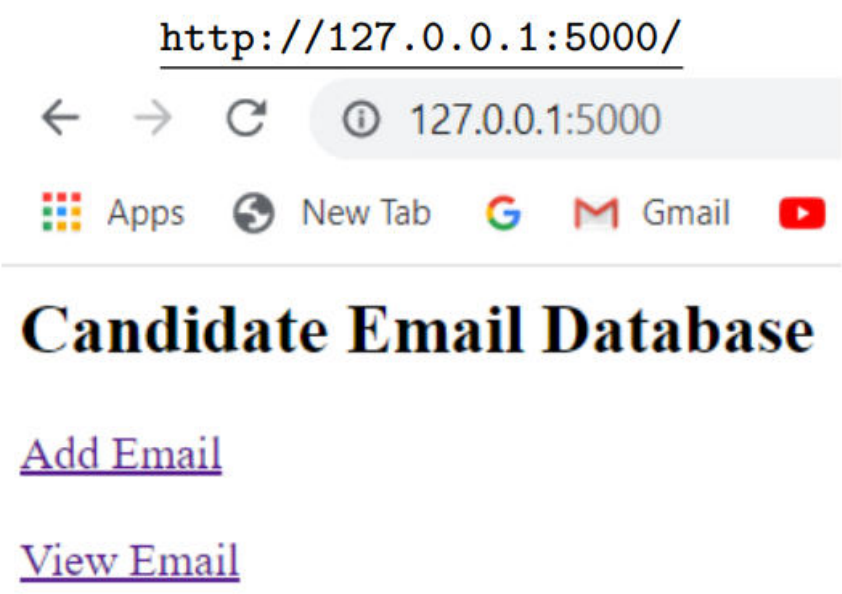 http://127.0.0.1:5000/
127.0.0.1:5000
Apps New Tab G Gmail
Candidate Email Database
Add Email
View Email